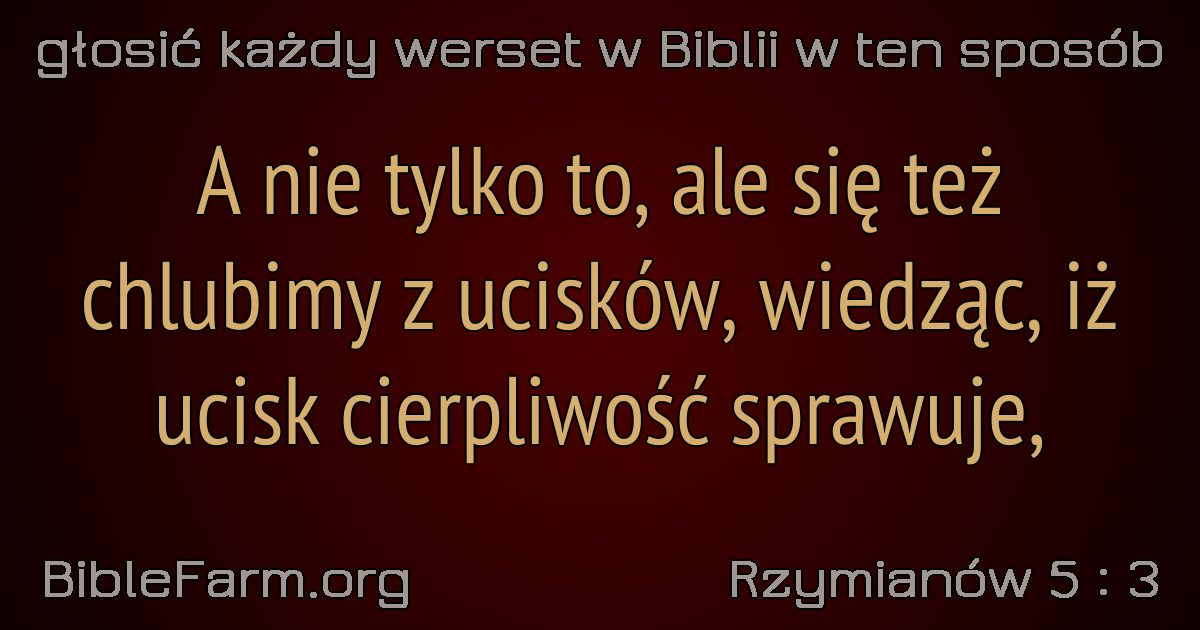 głosić każdy werset w Biblii w ten sposób
A nie tylko to, ale się też
chlubimy z ucisków, wiedząc, iż
ucisk cierpliwość sprawuje,
BibleFarm.org
Rzymianów 5 : 3